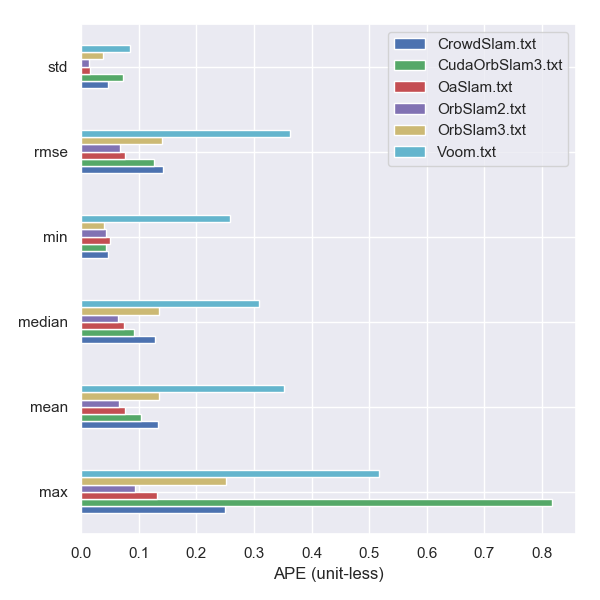 CrowdSlam.txt
CudaOrbSlam3.txt
OaSlam.txt
OrbSlam2.txt
OrbSlam3.txt
Voom.txt
std
rmse
min
median
mean
max
0.0 0.1 0.2 0.3 0.4 0.5 0.6 0.7 0.8
APE (unit-less)